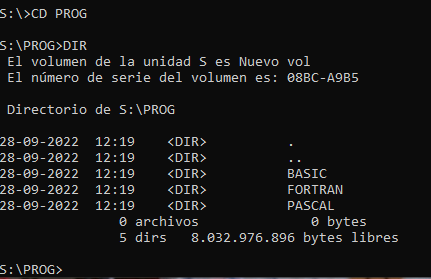 S:\>CD PROG
S:\PROG>DIR
 El volumen de la unidad S es Nuevo vol
 El número de serie del volumen es: 08BC-A9B5
 Directorio de S:\PROG
28-09-2022  12:19    <DIR>          .
28-09-2022  12:19    <DIR>          ..
28-09-2022  12:19    <DIR>          BASIC
28-09-2022  12:19    <DIR>          FORTRAN
28-09-2022  12:19    <DIR>          PASCAL
               0 archivos              0 bytes
               5 dirs   8.032.976.896 bytes libres
S:\PROG>